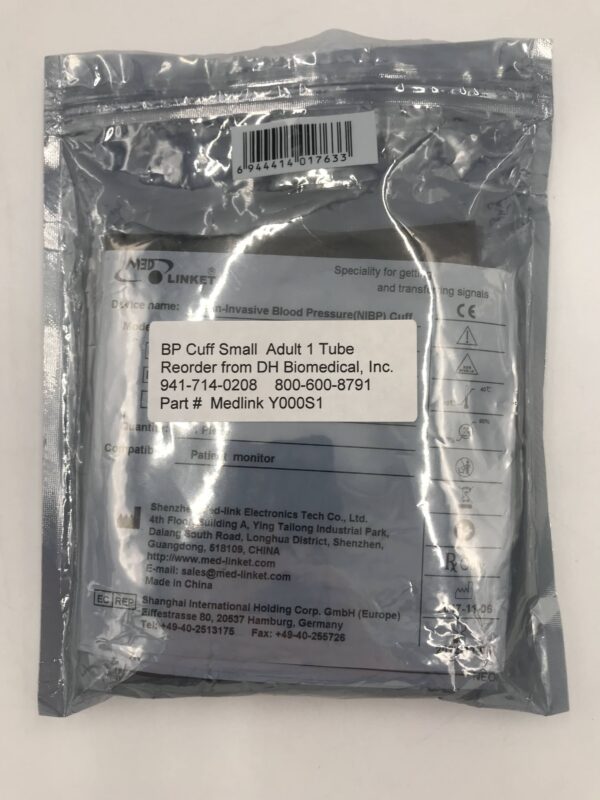 6 944414 017633
MED LINKET®
Speciality for getting
and transferring signals
name: Non-Invasive Blood Pressure(NIBP) Cuff
BP Cuff Small Adult 1 Tube
Reorder from DH Biomedical, Inc.
941-714-0208 800-600-8791
Part # Medlink Y000S1
Patient monitor
Shenzhen Med-link Electronics Tech Co., Ltd.
4th Floor, Building A, Ying Tailong Industrial Park,
Dalang South Road, Longhua District, Shenzhen,
Guangdong, 518109, CHINA
http://www.med-linket.com
E-mail: sales@med-linket.com
Made in China
EC REP
Shanghai International Holding Corp. GmbH (Europe)
Eiffestrasse 80, 20537 Hamburg, Germany
Tel: +49-40-2513175 Fax: +49-40-255726
CE